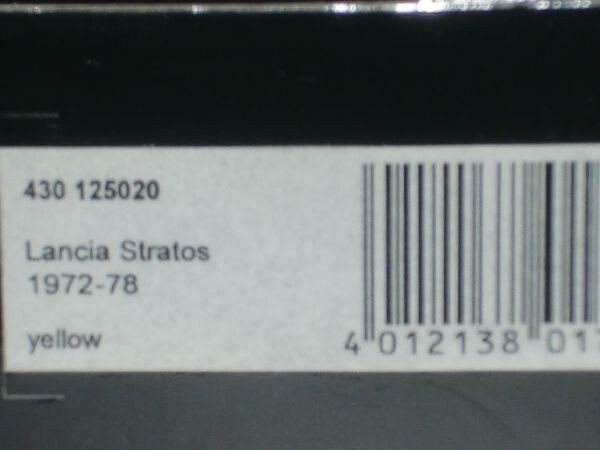 430 125020
Lancia Stratos
1972-78
yellow
4 012138 01